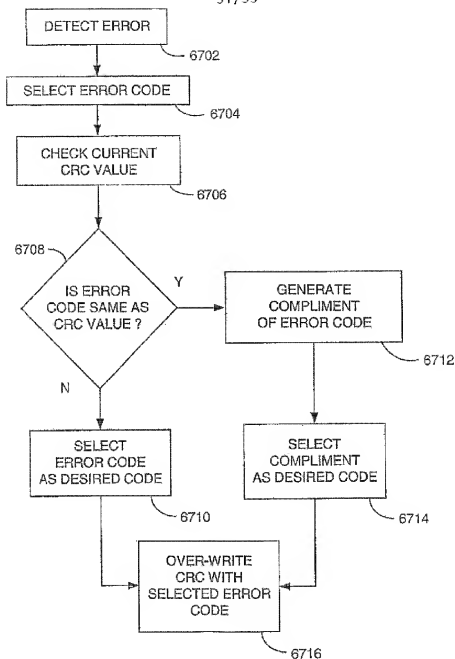 DETECT ERROR
6702
SELECT ERROR CODE
6704
CHECK CURRENT
CRC VALUE
6706
6708
IS ERROR
CODE SAME AS
CRC VALUE ?
Y
GENERATE
COMPLIMENT
OF ERROR CODE
6712
N
SELECT
ERROR CODE
AS DESIRED CODE
6710
SELECT
COMPLIMENT
AS DESIRED CODE
6714
OVER-WRITE
CRC WITH
SELECTED ERROR
CODE
6716